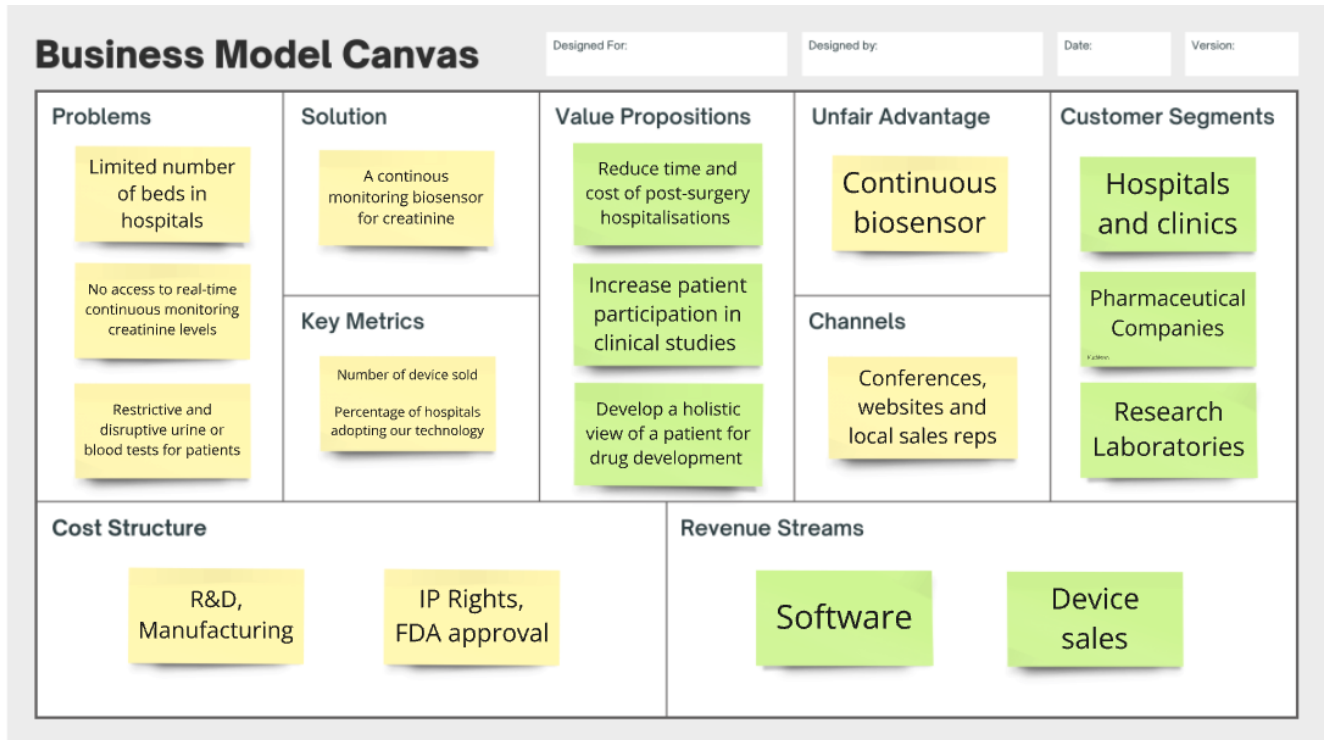 Business Model Canvas
Designed For:
Designed by:
Date:
Version:
Problems
Limited number
of beds in
hospitals
No access to real-time
continuous monitoring
creatinine levels
Restrictive and
disruptive urine or
blood tests for patients
Solution
A continous
monitoring biosensor
for creatinine
Key Metrics
Number of device sold
Percentage of hospitals
adopting our technology
Value Propositions
Reduce time and
cost of post-surgery
hospitalisations
Increase patient
participation in
clinical studies
Develop a holistic
view of a patient for
drug development
Unfair Advantage
Continuous
biosensor
Channels
Conferences,
websites and
local sales reps
Customer Segments
Hospitals
and clinics
Pharmaceutical
Companies
Research
Laboratories
Cost Structure
R&D,
Manufacturing
IP Rights,
FDA approval
Revenue Streams
Software
Device
sales